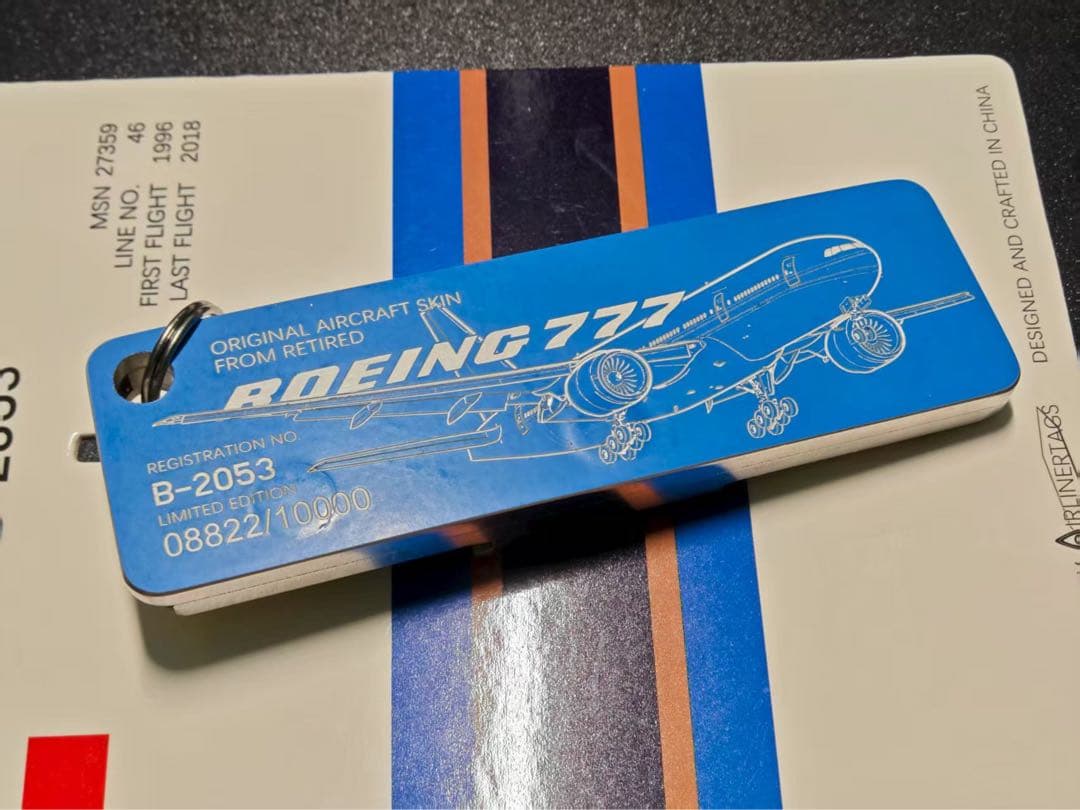 MSN 27359
LINE NO. 46
FIRST FLIGHT 1996
LAST FLIGHT 2018
ORIGINAL AIRCRAFT SKIN
FROM RETIRED
BOEING 777
REGISTRATION NO
B-2053
LIMITED EDITION
08822/10000
DESIGNED AND CRAFTED IN CHINA
AIRLINERTAGS